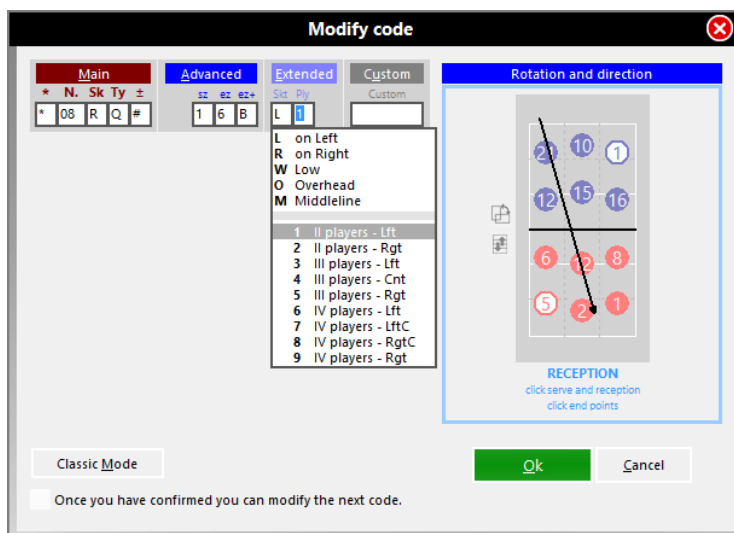 Modify code
Main Advanced Extended Custom Rotation and direction
* N. Sk Ty ± sz ez ez+ Skt Ply Custom
* 08 R Q # 1 6 B L 1
L on Left
R on Right
W Low
O Overhead
M Middleline
1 II players - Lft
2 II players - Rgt
3 III players - Lft
4 III players - Cnt
5 III players - Rgt
6 IV players - Lft
7 IV players - LftC
8 IV players - RgtC
9 IV players - Rgt
21 10 1
12 15 16
6 12 8
5 2 1
RECEPTION
click serve and reception
click end points
Classic Mode Ok Cancel
Once you have confirmed you can modify the next code.